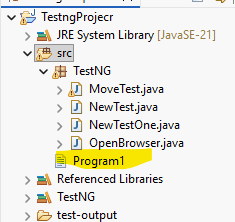 TestngProjecr
JRE System Library [JavaSE-21]
src
TestNG
MoveTest.java
NewTest.java
NewTestOne.java
OpenBrowser.java
Program1
Referenced Libraries
TestNG
test-output